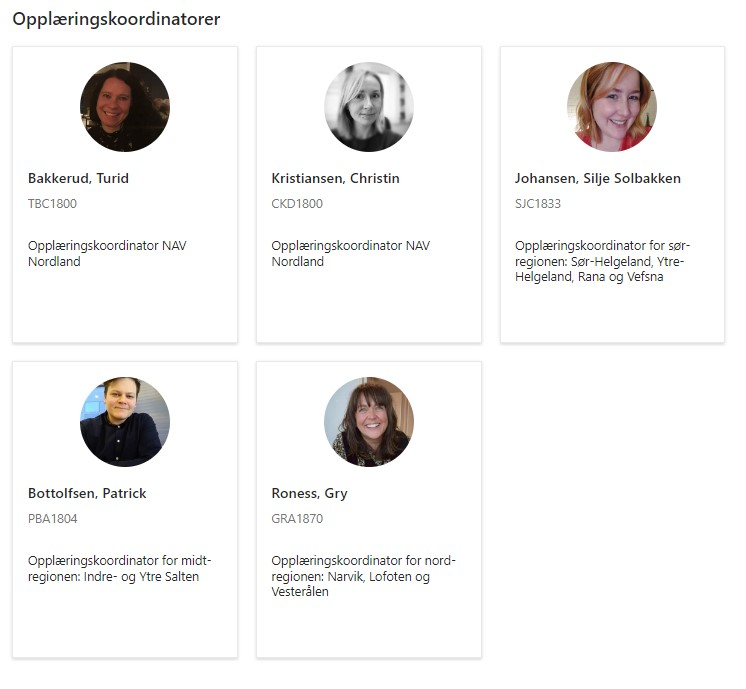 Opplæringskoordinatorer
Bakkerud, Turid
TBC1800
Opplæringskoordinator NAV
Nordland
Kristiansen, Christin
CKD1800
Opplæringskoordinator NAV
Nordland
Johansen, Silje Solbakken
SJC1833
Opplæringskoordinator for sør-
regionen: Sør-Helgeland, Ytre-
Helgeland, Rana og Vefsna
Bottolfsen, Patrick
PBA1804
Opplæringskoordinator for midt-
regionen: Indre- og Ytre Salten
Roness, Gry
GRA1870
Opplæringskoordinator for nord-
regionen: Narvik, Lofoten og
Vesterålen